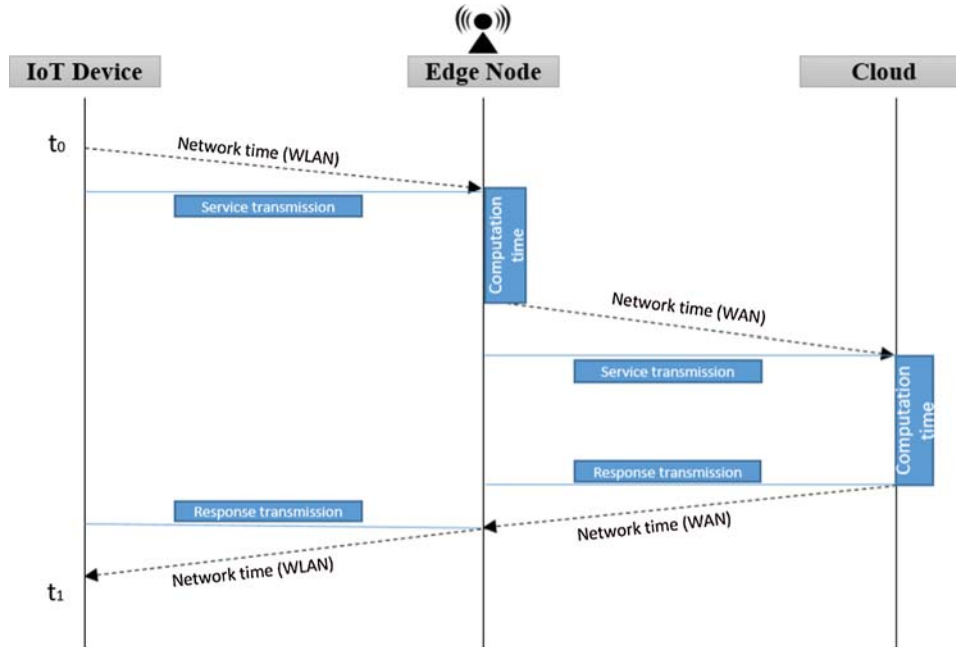 IoT Device
Edge Node
Cloud
t0
Network time (WLAN)
Service transmission
Computation
time
Network time (WAN)
Service transmission
Computation
time
Response transmission
Response transmission
Network time (WAN)
Network time (WLAN)
t1